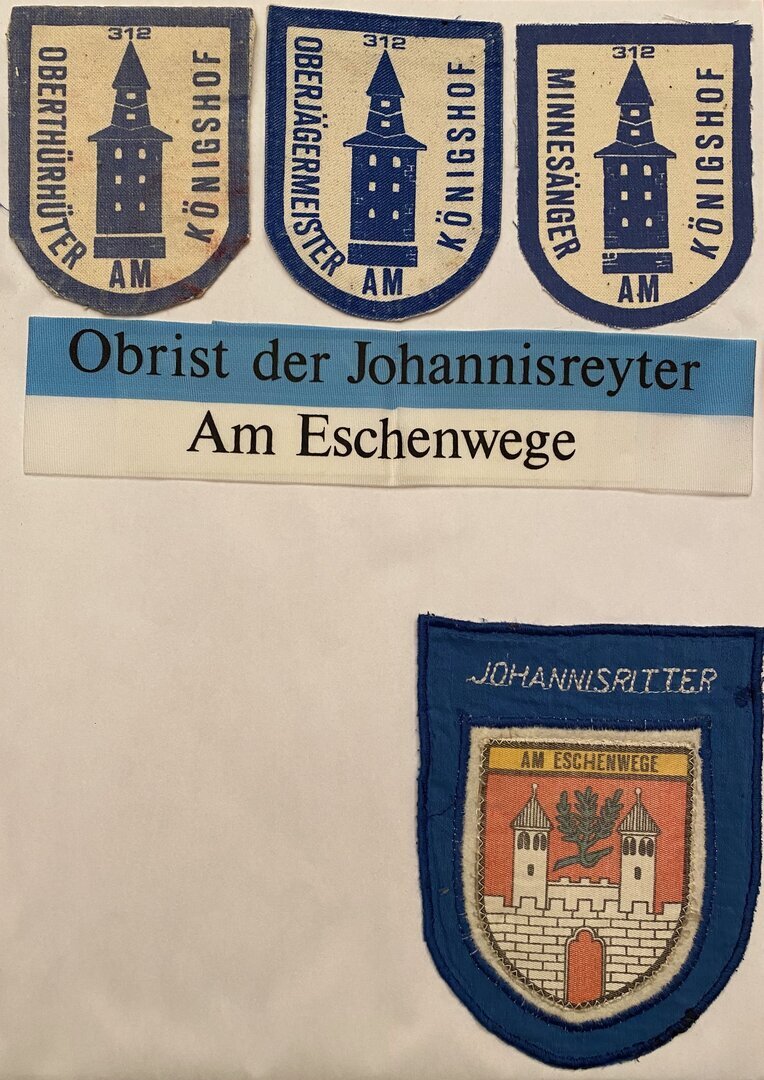 312
OBERTHÜRHÜTER
AM
KÖNIGSHOF
312
OBERJÄGERMEISTER
AM
KÖNIGSHOF
312
MINNESÄNGER
AM
KÖNIGSHOF
Obrist der Johannisreyter
Am Eschenwege
JOHANNISRITTER
AM ESCHENWEGE